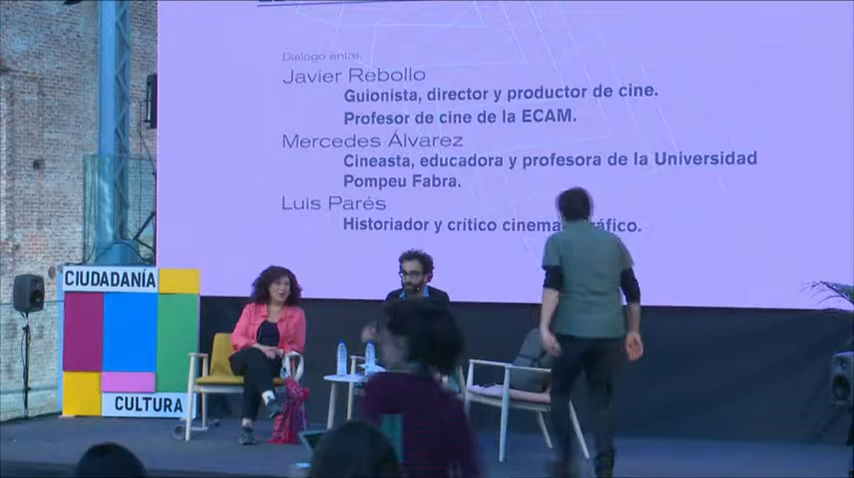 Diálogo entre,
Javier Rebollo
Guionista, director y productor de cine.
Profesor de cine de la ECAM.
Mercedes Álvarez
Cineasta, educadora y profesora de la Universidad
Pompeu Fabra.
Luis Parés
Historiador y crítico cinematográfico.
CIUDADANÍA
CULTURA